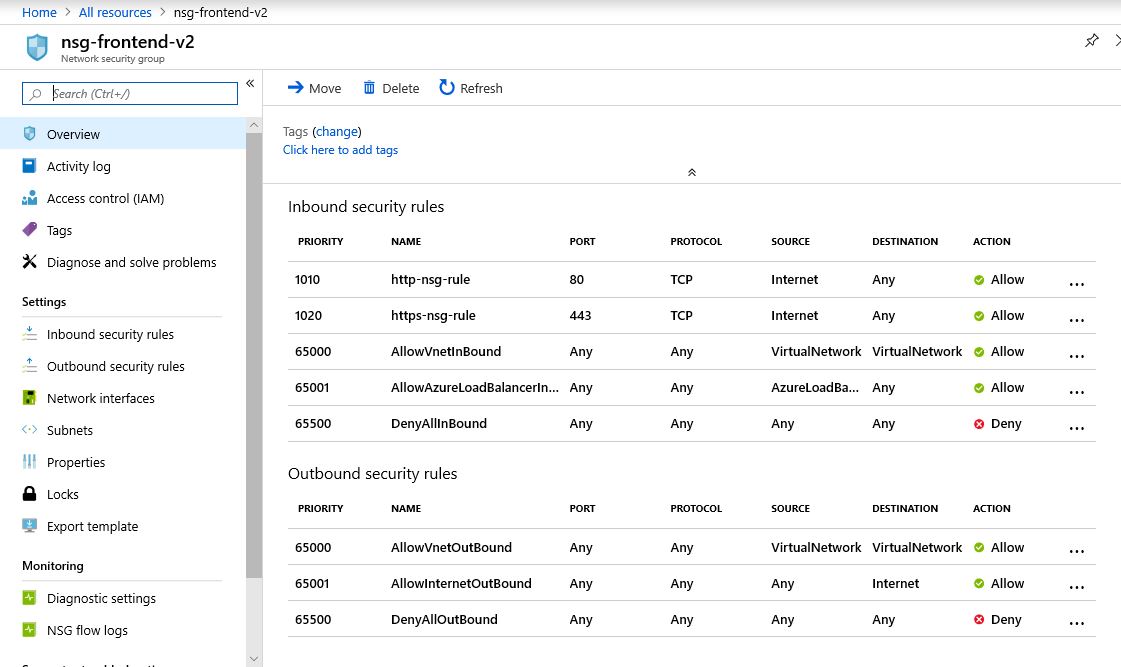 Home > All resources > nsg-frontend-v2
nsg-frontend-v2
Network security group
Search (Ctrl+/)
«
Overview
Activity log
Access control (IAM)
Tags
Diagnose and solve problems
Settings
Inbound security rules
Outbound security rules
Network interfaces
Subnets
Properties
Locks
Export template
Monitoring
Diagnostic settings
NSG flow logs
Move Delete Refresh
Tags (change)
Click here to add tags
Inbound security rules
PRIORITY NAME PORT PROTOCOL SOURCE DESTINATION ACTION
1010 http-nsg-rule 80 TCP Internet Any Allow ...
1020 https-nsg-rule 443 TCP Internet Any Allow ...
65000 AllowVnetInBound Any Any VirtualNetwork VirtualNetwork Allow ...
65001 AllowAzureLoadBalancerIn... Any Any AzureLoadBa... Any Allow ...
65500 DenyAllInBound Any Any Any Any Deny ...
Outbound security rules
PRIORITY NAME PORT PROTOCOL SOURCE DESTINATION ACTION
65000 AllowVnetOutBound Any Any VirtualNetwork VirtualNetwork Allow ...
65001 AllowInternetOutBound Any Any Any Internet Allow ...
65500 DenyAllOutBound Any Any Any Any Deny ...